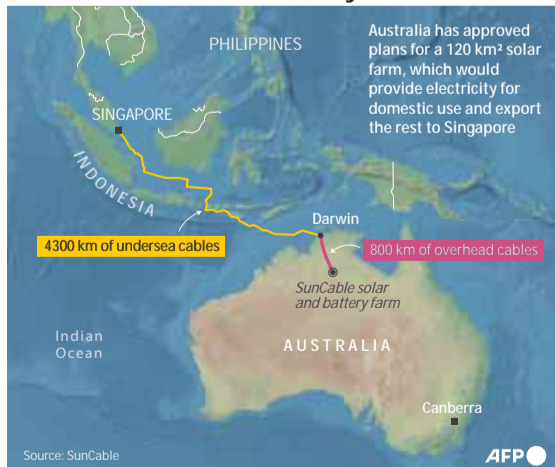 Australia has approved
plans for a 120 km² solar
farm, which would
provide electricity for
domestic use and export
the rest to Singapore
PHILIPPINES
SINGAPORE
INDONESIA
Darwin
4300 km of undersea cables
800 km of overhead cables
SunCable solar
and battery farm
Indian
Ocean
AUSTRALIA
Canberra
Source: SunCable
AFP